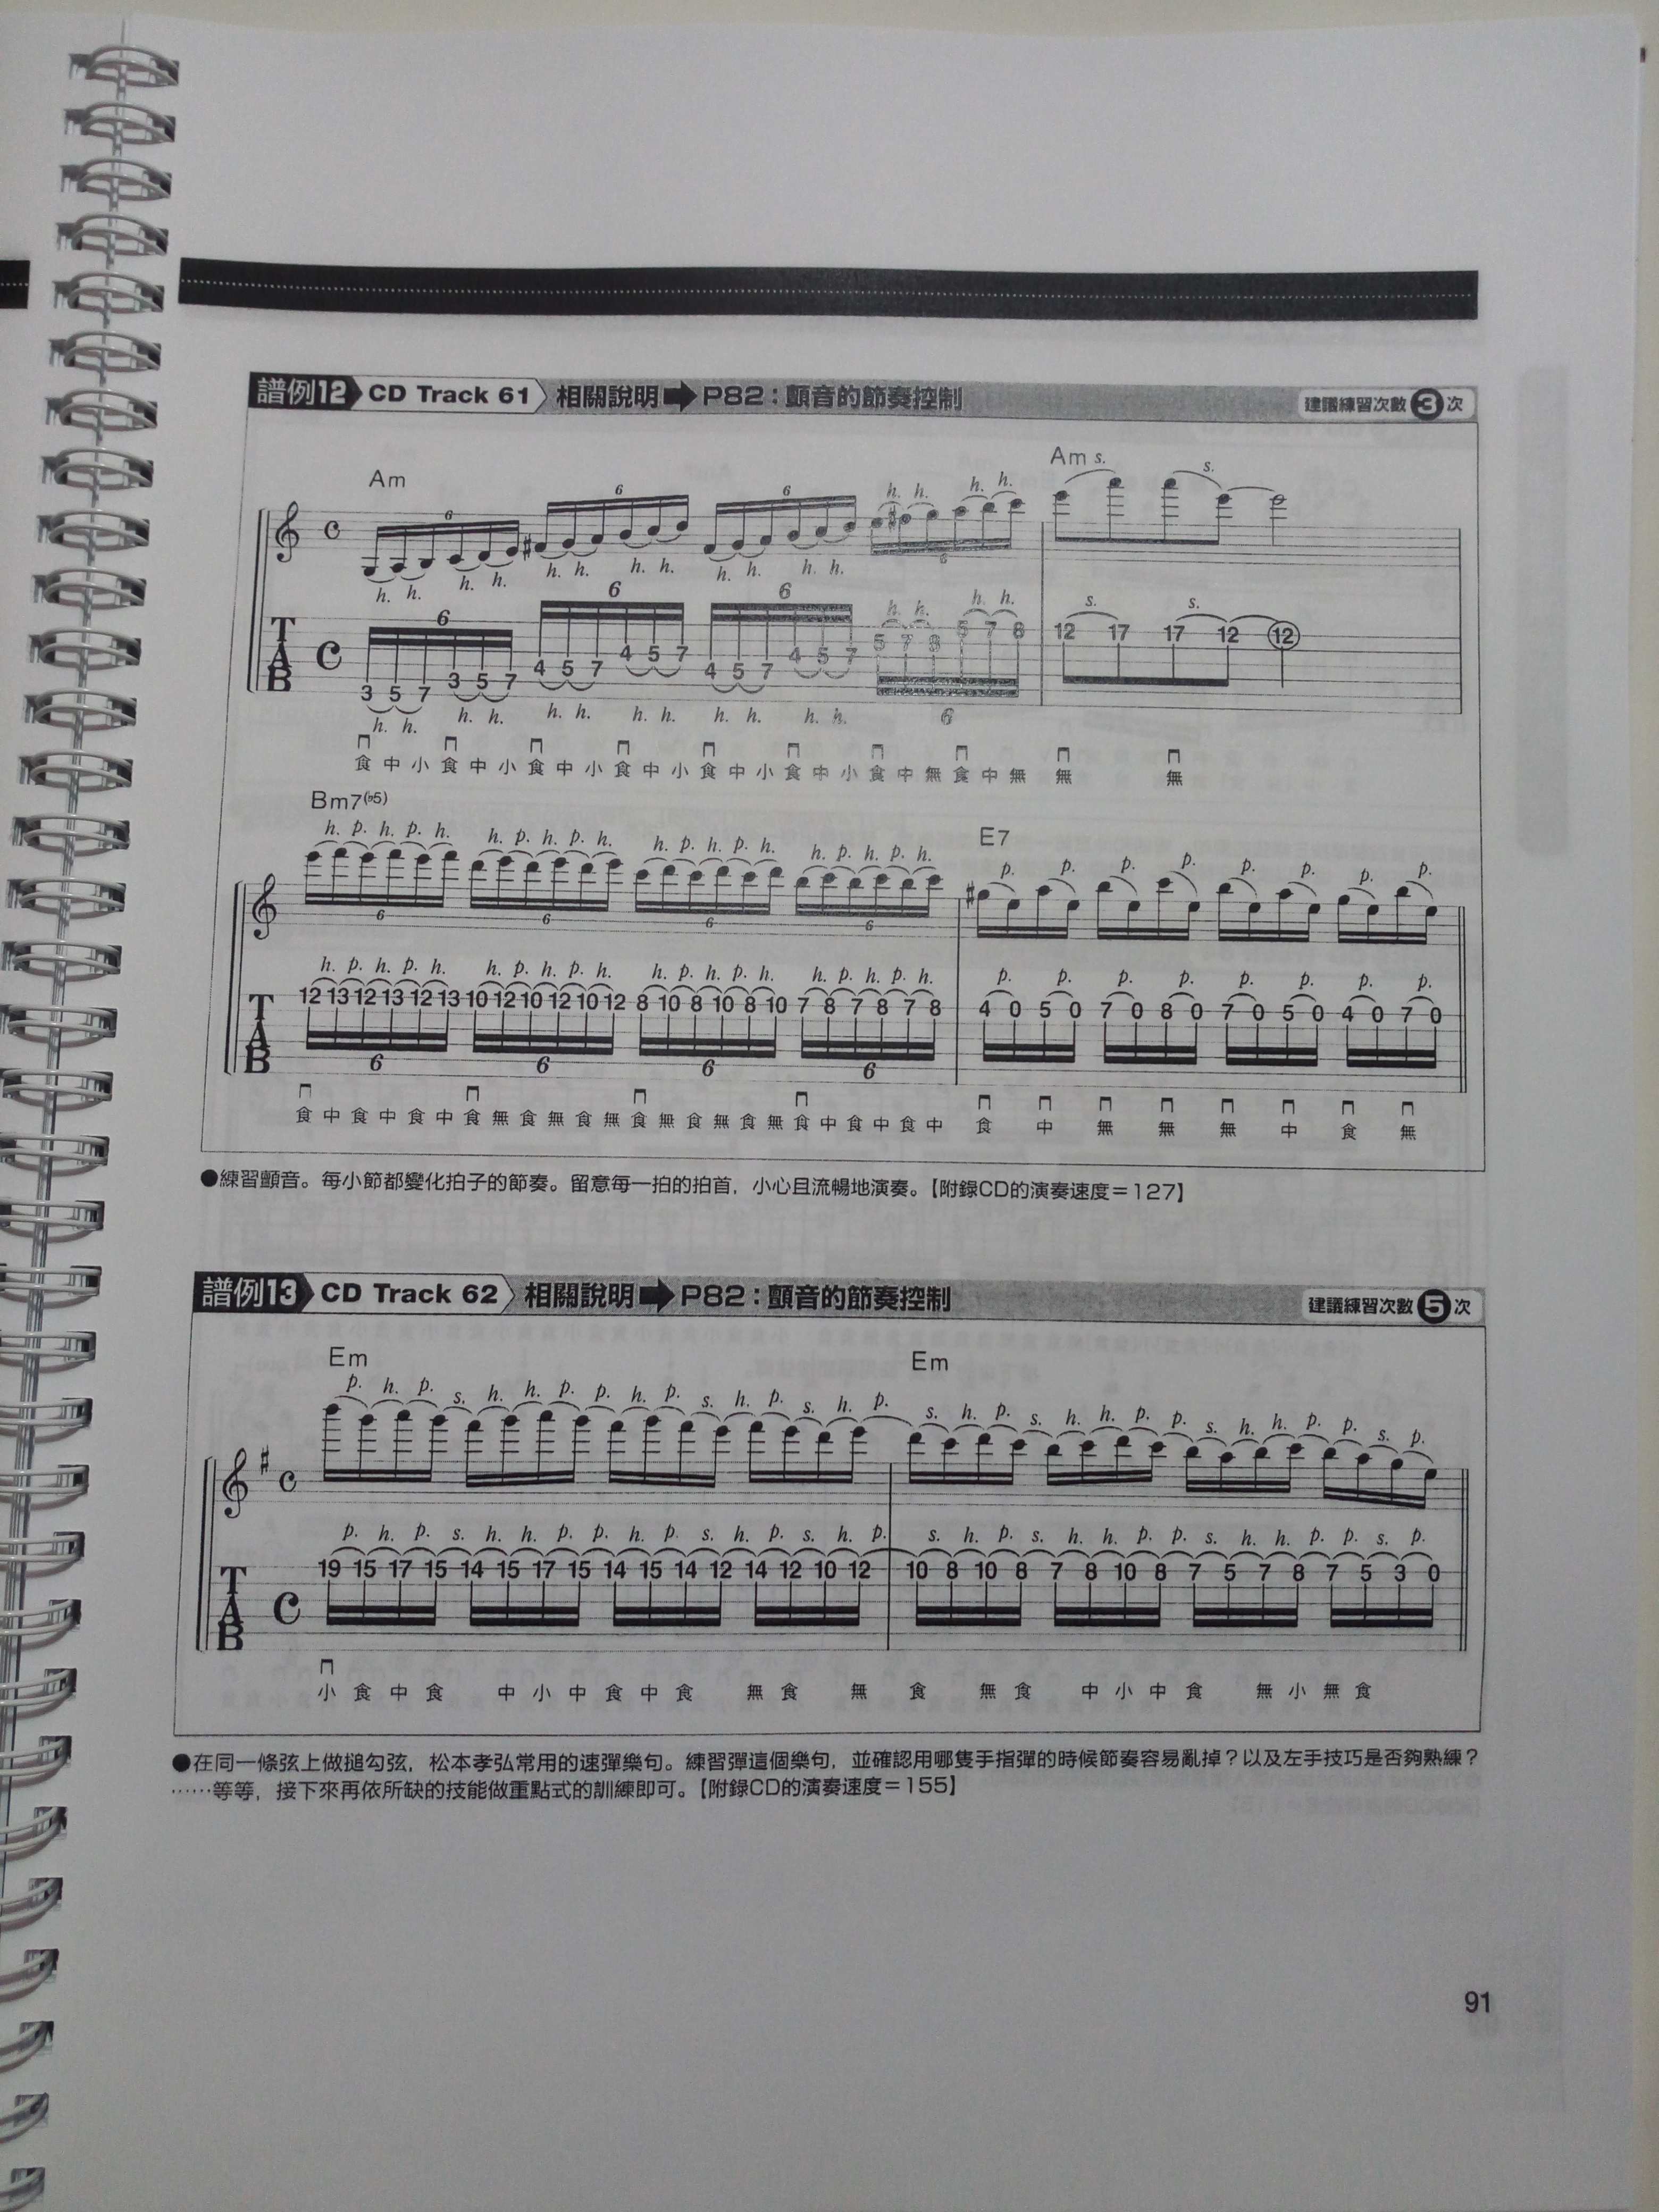 譜例12 CD Track 61 相關說明➡P82：顫音的節奏控制 建議練習次數3次
Am Am s. s.
h. h. h. h.
6 6 6
h. h. h. h. h. h. h. h. h. h. h. h.
6
6 6 6 h. h. h. h. s. s.
T A B C 3 5 7 3 5 7 4 5 7 4 5 7 4 5 7 4 5 7 5 7 8 5 7 8 12 17 17 12 12
h. h. h. h. h. h. h. h. h. h. h. h. 6
食 中 小 食 中 小 食 中 小 食 中 小 食 中 小 食 中 小 食 中 無 食 中 無 無 無
Bm7(♭5) E7
h. p. h. p. h. h. p. h. p. h. h. p. h. p. h. h. p. h. p. h. p. p. p. p. p. p. p. p.
6 6 6 6
h. p. h. p. h. h. p. h. p. h. h. p. h. p. h. h. p. h. p. h. p. p. p. p. p. p. p. p.
T A B 12 13 12 13 12 13 10 12 10 12 10 12 8 10 8 10 8 10 7 8 7 8 7 8 4 0 5 0 7 0 8 0 7 0 5 0 4 0 7 0
6 6 6 6
食 中 食 中 食 中 食 無 食 無 食 無 食 無 食 無 食 無 食 中 食 中 食 中 食 中 無 無 無 中 食 無
●練習顫音。每小節都變化拍子的節奏。留意每一拍的拍首，小心且流暢地演奏。【附錄CD的演奏速度＝127】
譜例13 CD Track 62 相關說明➡P82：顫音的節奏控制 建議練習次數5次
Em Em
p. h. p. s. h. h. p. p. h. p. s. h. p. s. h. p. s. h. p. s. h. h. p. p. s. h. h. p. p. s. p.
p. h. p. s. h. h. p. p. h. p. s. h. p. s. h. p. s. h. p. s. h. h. p. p. s. h. h. p. p. s. p.
T A B C 19 15 17 15 14 15 17 15 14 15 14 12 14 12 10 12 10 8 10 8 7 8 10 8 7 5 7 8 7 5 3 0
小 食 中 食 中 小 中 食 中 食 無 食 無 食 無 食 中 小 中 食 無 小 無 食
●在同一條弦上做搥勾弦，松本孝弘常用的速彈樂句。練習彈這個樂句，並確認用哪隻手指彈的時候節奏容易亂掉？以及左手技巧是否夠熟練？
……等等，接下來再依所缺的技能做重點式的訓練即可。【附錄CD的演奏速度＝155】
91